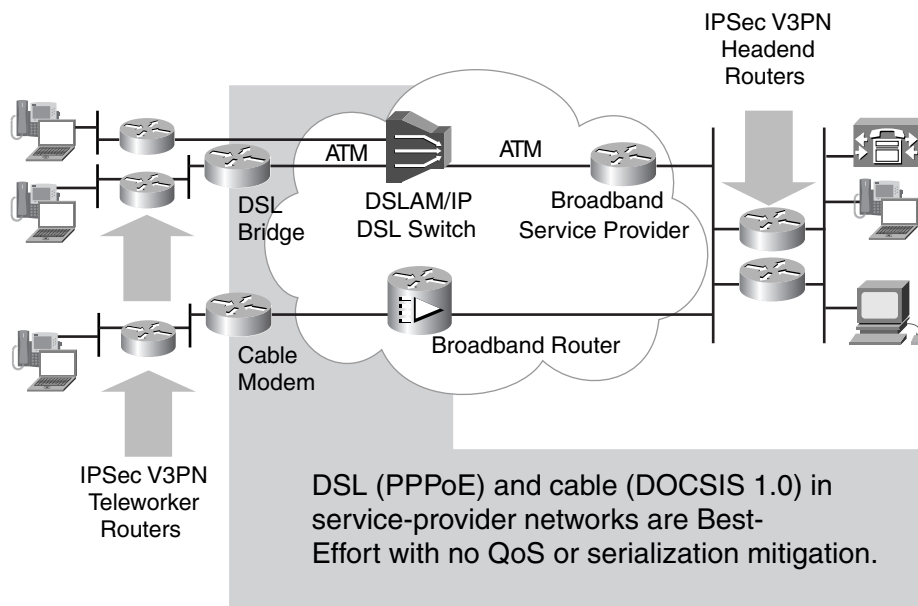 IPSec V3PN
Headend
Routers
ATM
ATM
DSL
Bridge
DSLAM/IP
DSL Switch
Broadband
Service Provider
Cable
Modem
Broadband Router
IPSec V3PN
Teleworker
Routers
DSL (PPPoE) and cable (DOCSIS 1.0) in
service-provider networks are Best-
Effort with no QoS or serialization mitigation.